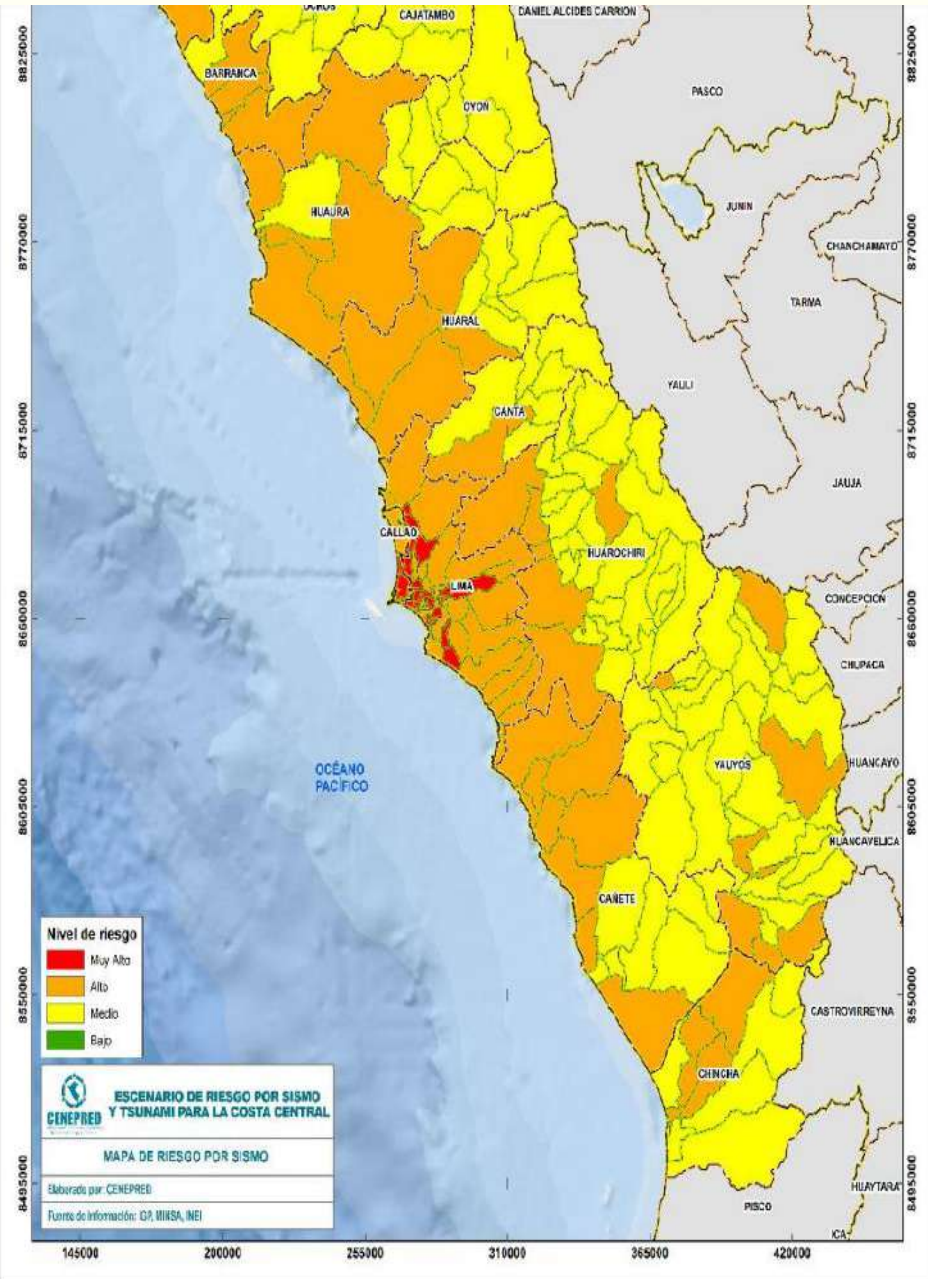 CAJATAMBO
DANIEL ALCIDES CARRION
BARRANCA
OYON
PASCO
HUAURA
JUNIN
CHANCHAMAYO
TARMA
HUARAL
YAULI
CANTA
JAUJA
CALLAO
HUAROCHIRI
LIMA
CONCEPCION
CHUPACA
OCÉANO
PACÍFICO
YAUYOS
HUANCAYO
HUANCAVELICA
CAÑETE
CASTROVIRREYNA
CHINCHA
PISCO
HUAYTARA
ICA
8825000
8770000
8715000
8660000
8605000
8550000
8495000
8825000
8770000
8715000
8660000
8605000
8550000
8495000
Nivel de riesgo
Muy Alto
Alto
Medio
Bajo
CENEPRED
ESCENARIO DE RIESGO POR SISMO
Y TSUNAMI PARA LA COSTA CENTRAL
MAPA DE RIESGO POR SISMO
Elaborado por: CENEPRED
Fuente de Información: IGP, MINSA, INEI
145000 200000 255000 310000 365000 420000